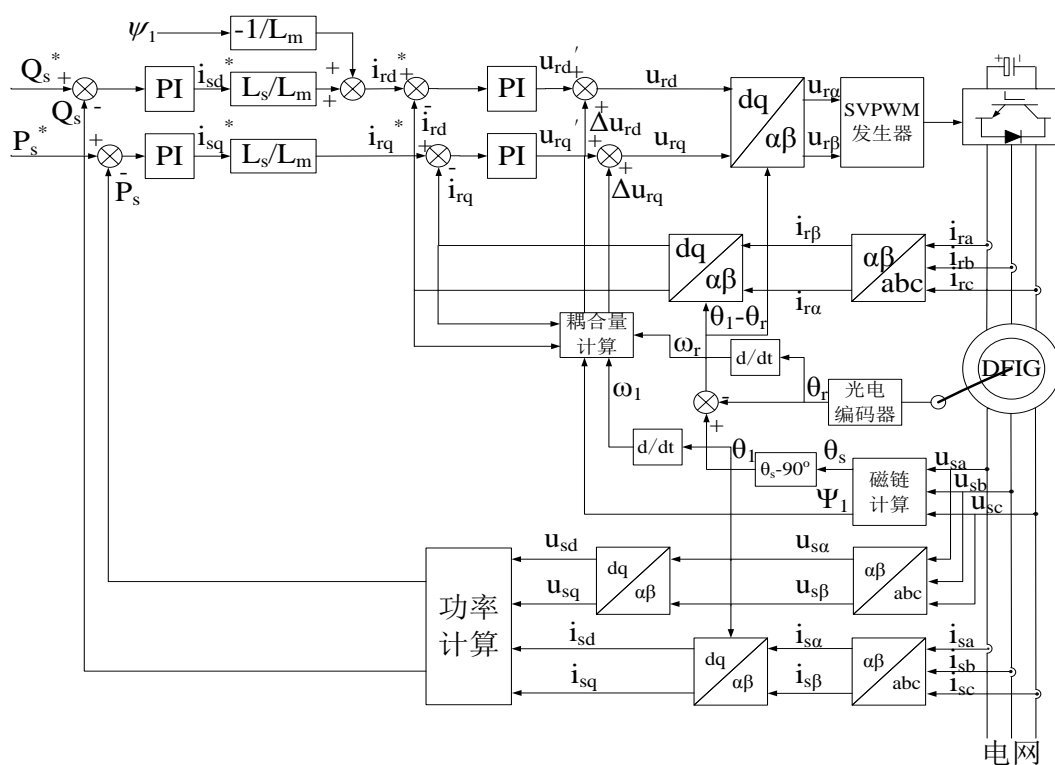 ψ₁
-1/Lₘ
Qₛ* +
PI
iₛd*
Lₛ/Lₘ
+
+
iᵣd* +
PI
uᵣd′ +
uᵣd
dq
αβ
uᵣα
SVPWM
发生器
+ -
Qₛ -
Pₛ* +
PI
iₛq*
Lₛ/Lₘ
iᵣq* +
- iᵣd
PI
uᵣq′ +
+ Δuᵣd
uᵣq
uᵣβ
- Pₛ
- iᵣq
+ Δuᵣq
dq
αβ
iᵣβ
iᵣα
αβ
abc
iᵣa
iᵣb
iᵣc
θ₁-θᵣ
耦合量
计算
ωᵣ
d/dt
DFIG
ω₁
-
+
θᵣ
光电
编码器
d/dt
θ₁
θₛ-90°
θₛ
磁链
计算
uₛa
uₛb
uₛc
Ψ₁
功率
计算
uₛd
uₛq
dq
αβ
uₛα
uₛβ
αβ
abc
iₛd
iₛq
dq
αβ
iₛα
iₛβ
αβ
abc
iₛa
iₛb
iₛc
电网